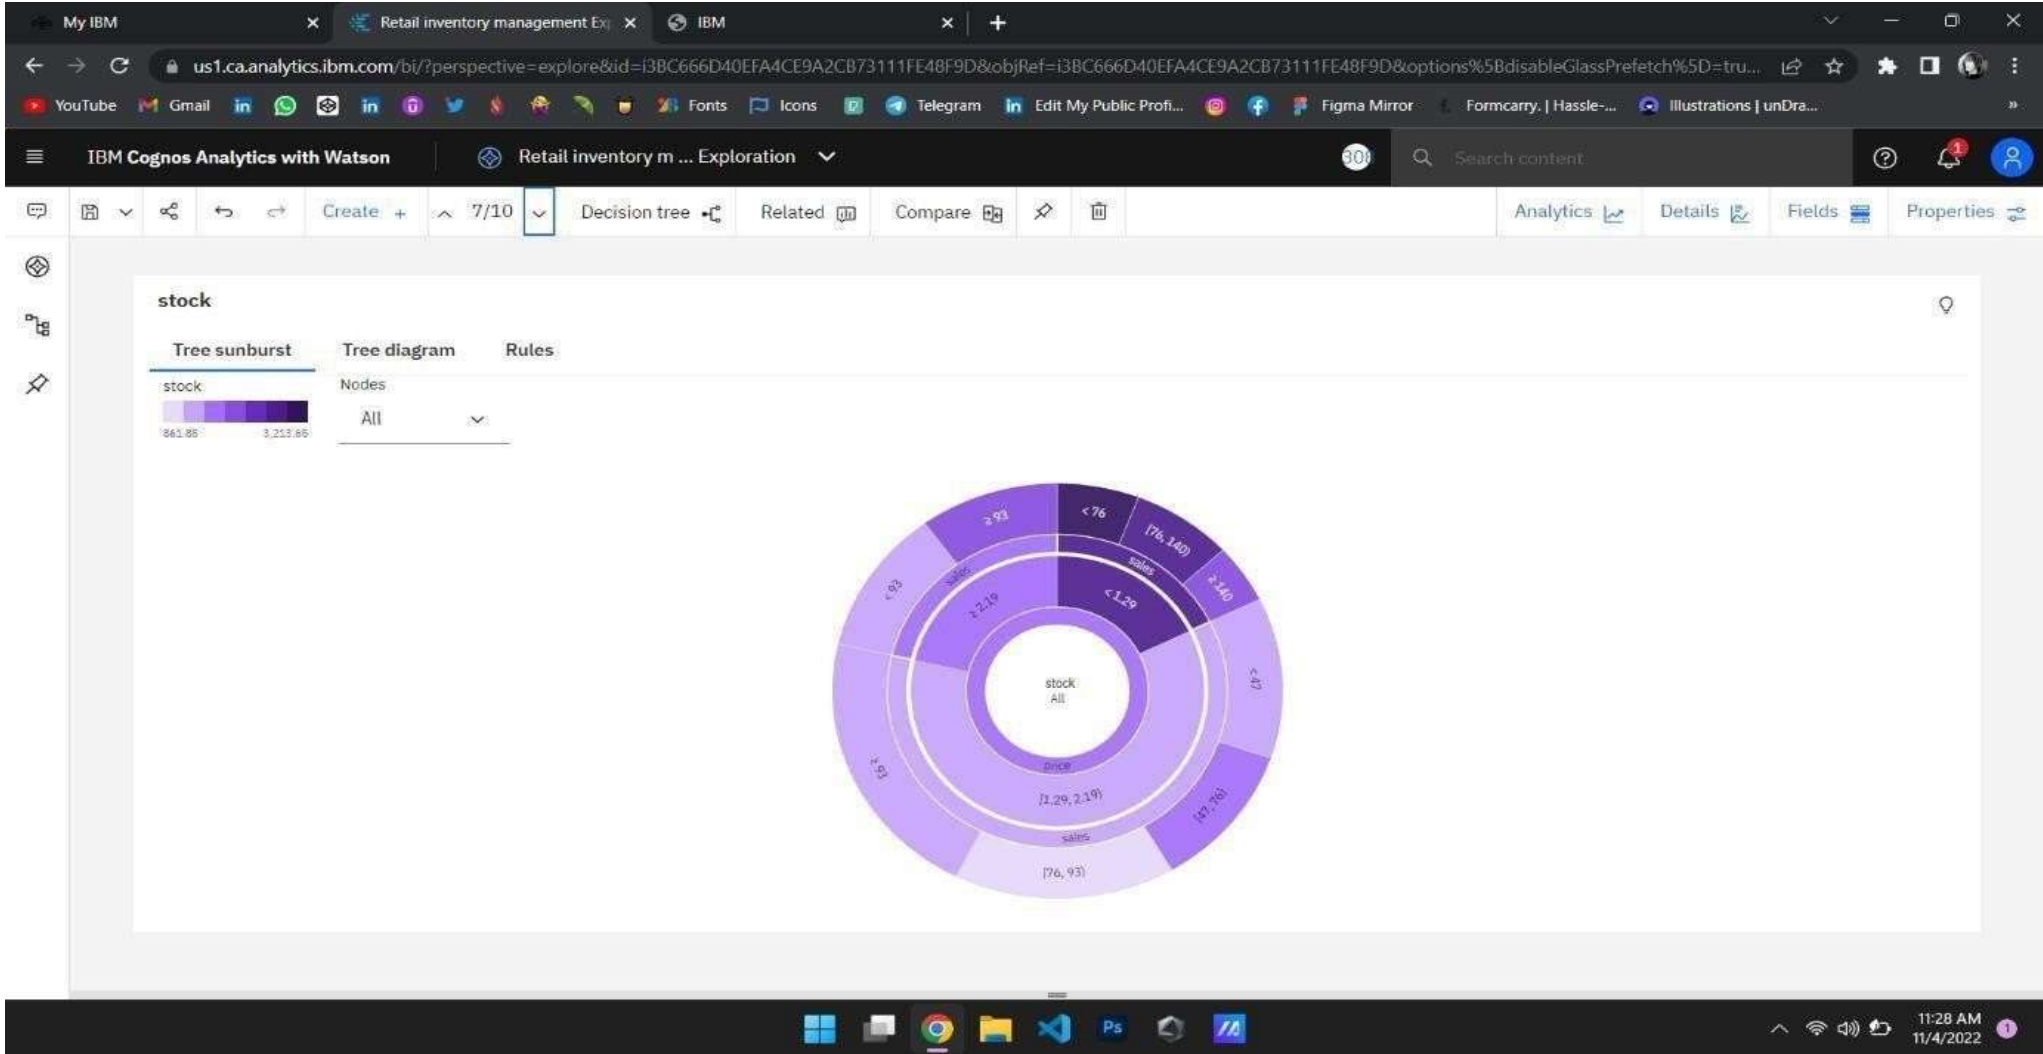 My IBM
Retail inventory management Exp
IBM
us1.ca.analytics.ibm.com/bi/?perspective=explore&id=i3BC666D40EFA4CE9A2CB73111FE48F9D&objRef=i3BC666D40EFA4CE9A2CB73111FE48F9D&options%5BdisableGlassPrefetch%5D=tru...
YouTube Gmail Fonts Icons Telegram Edit My Public Profi... Figma Mirror Formcarry. | Hassle-... Illustrations | unDra... »
IBM Cognos Analytics with Watson Retail inventory m ... Exploration Search content
Create + 7/10 Decision tree Related Compare Analytics Details Fields Properties
stock
Tree sunburst Tree diagram Rules
stock
Nodes
All
861.86 3,213.66
≥ 93
< 76
[76, 140)
≥ 140
sales
sales
< 93
≥ 2.19
< 1.29
< 47
stock
All
price
≥ 93
[1.29, 2.19)
[47, 76)
sales
[76, 93)
Ps
11:28 AM
11/4/2022
1